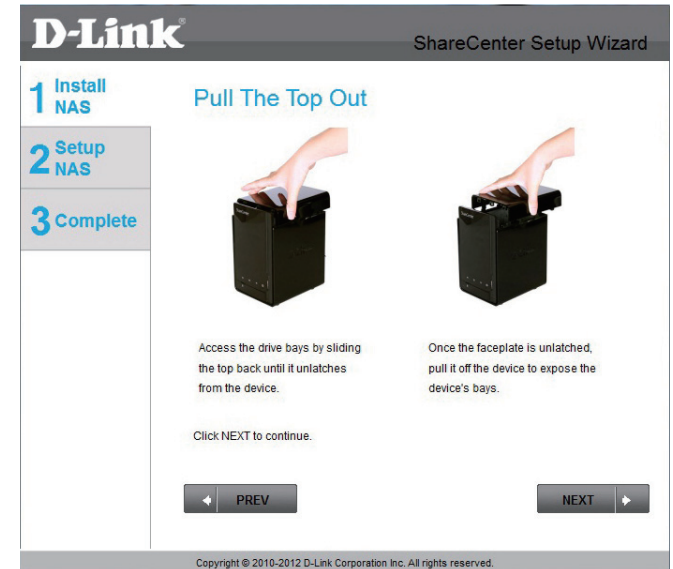 D-Link®
ShareCenter Setup Wizard
1 Install
NAS
2 Setup
NAS
3 Complete
Pull The Top Out
Access the drive bays by sliding
the top back until it unlatches
from the device.
Once the faceplate is unlatched,
pull it off the device to expose the
device's bays.
Click NEXT to continue.
PREV
NEXT
Copyright © 2010-2012 D-Link Corporation Inc. All rights reserved.